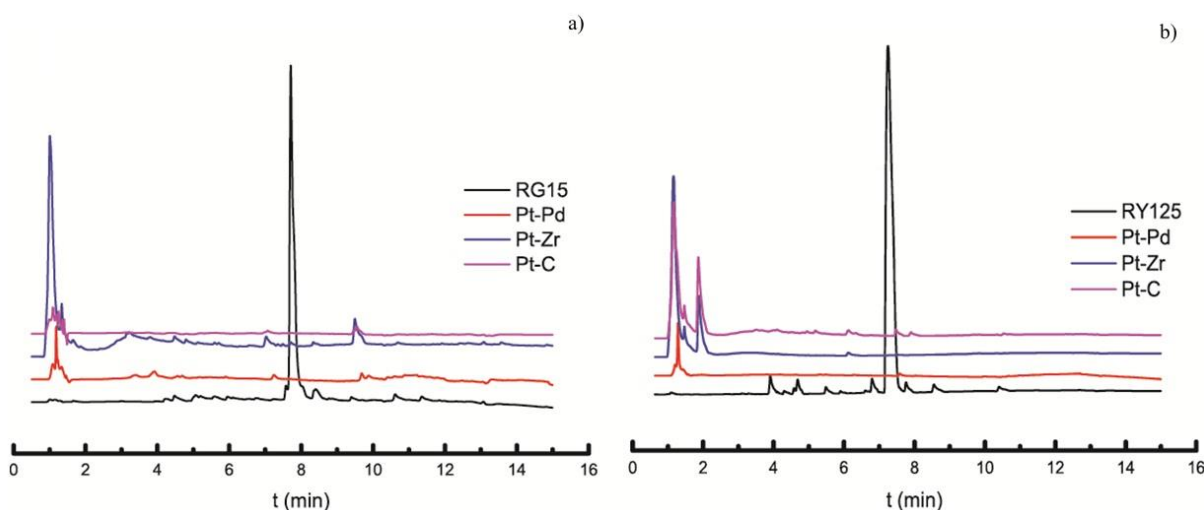 a)
RG15
Pt-Pd
Pt-Zr
Pt-C
0 2 4 6 8 10 12 14 16
t (min)
b)
RY125
Pt-Pd
Pt-Zr
Pt-C
0 2 4 6 8 10 12 14 16
t (min)